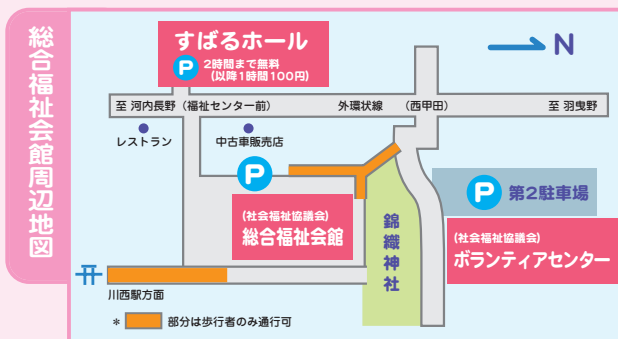 総合福祉会館周辺地図
すばるホール
P 2時間まで無料
(以降1時間100円)
N
至 河内長野
(福祉センター前)
外環状線
(西甲田)
至 羽曳野
レストラン
中古車販売店
P
P 第2駐車場
(社会福祉協議会)
総合福祉会館
錦織神社
(社会福祉協議会)
ボランティアセンター
川西駅方面
* 部分は歩行者のみ通行可